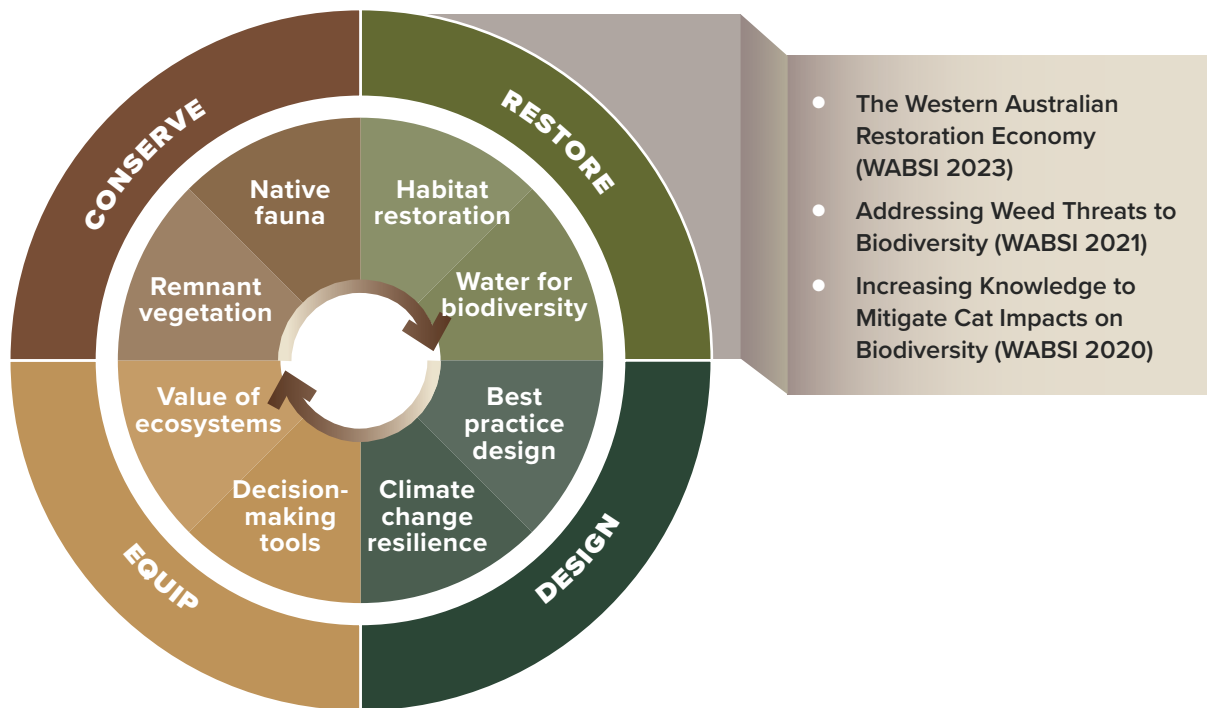 CONSERVE
RESTORE
Native
fauna
Habitat
restoration
Remnant
vegetation
Water for
biodiversity
Value of
ecosystems
Best
practice
design
Decision-
making
tools
Climate
change
resilience
EQUIP
DESIGN
The Western Australian
Restoration Economy
(WABSI 2023)
Addressing Weed Threats to
Biodiversity (WABSI 2021)
Increasing Knowledge to
Mitigate Cat Impacts on
Biodiversity (WABSI 2020)